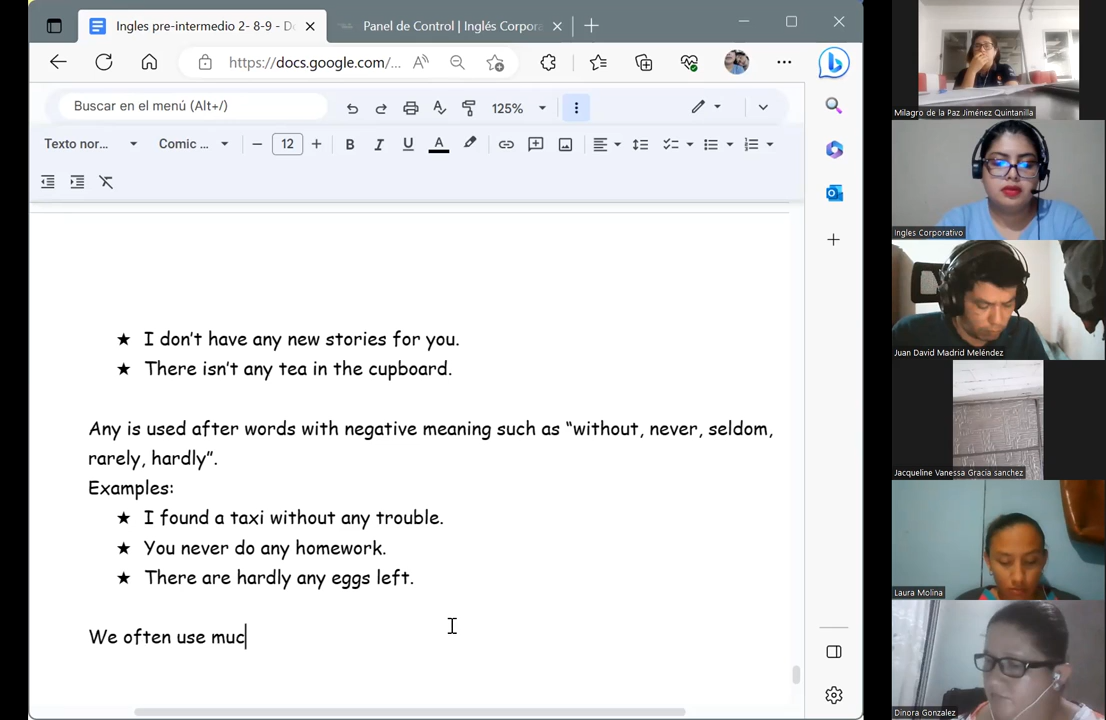 Ingles pre-intermedio 2- 8-9 - Do
Panel de Control | Inglés Corpora
https://docs.google.com/...
Buscar en el menú (Alt+/)
125%
Texto nor...
Comic ...
12
B
I
U
A
★ I don't have any new stories for you.
★ There isn't any tea in the cupboard.
Any is used after words with negative meaning such as "without, never, seldom,
rarely, hardly".
Examples:
★ I found a taxi without any trouble.
★ You never do any homework.
★ There are hardly any eggs left.
We often use muc
Milagro de la Paz Jiménez Quintanilla
Ingles Corporativo
Juan David Madrid Meléndez
Jacqueline Vanessa Gracia sanchez
Laura Molina
Dinora Gonzalez